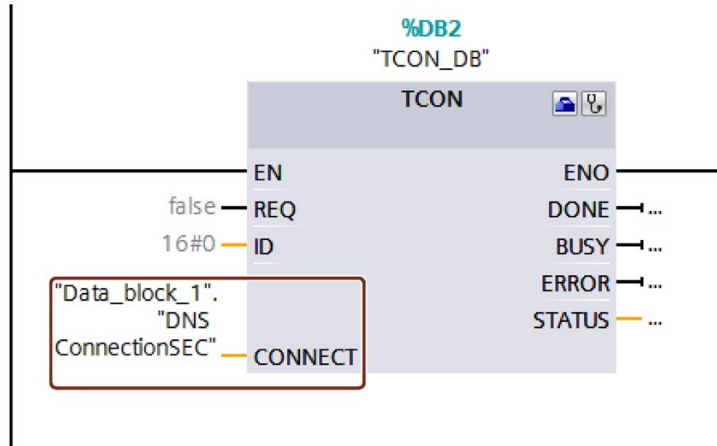 %DB2
"TCON_DB"
TCON
EN ENO
false REQ DONE ...
16#0 ID BUSY ...
ERROR ...
"Data_block_1".
"DNS STATUS ...
ConnectionSEC" CONNECT